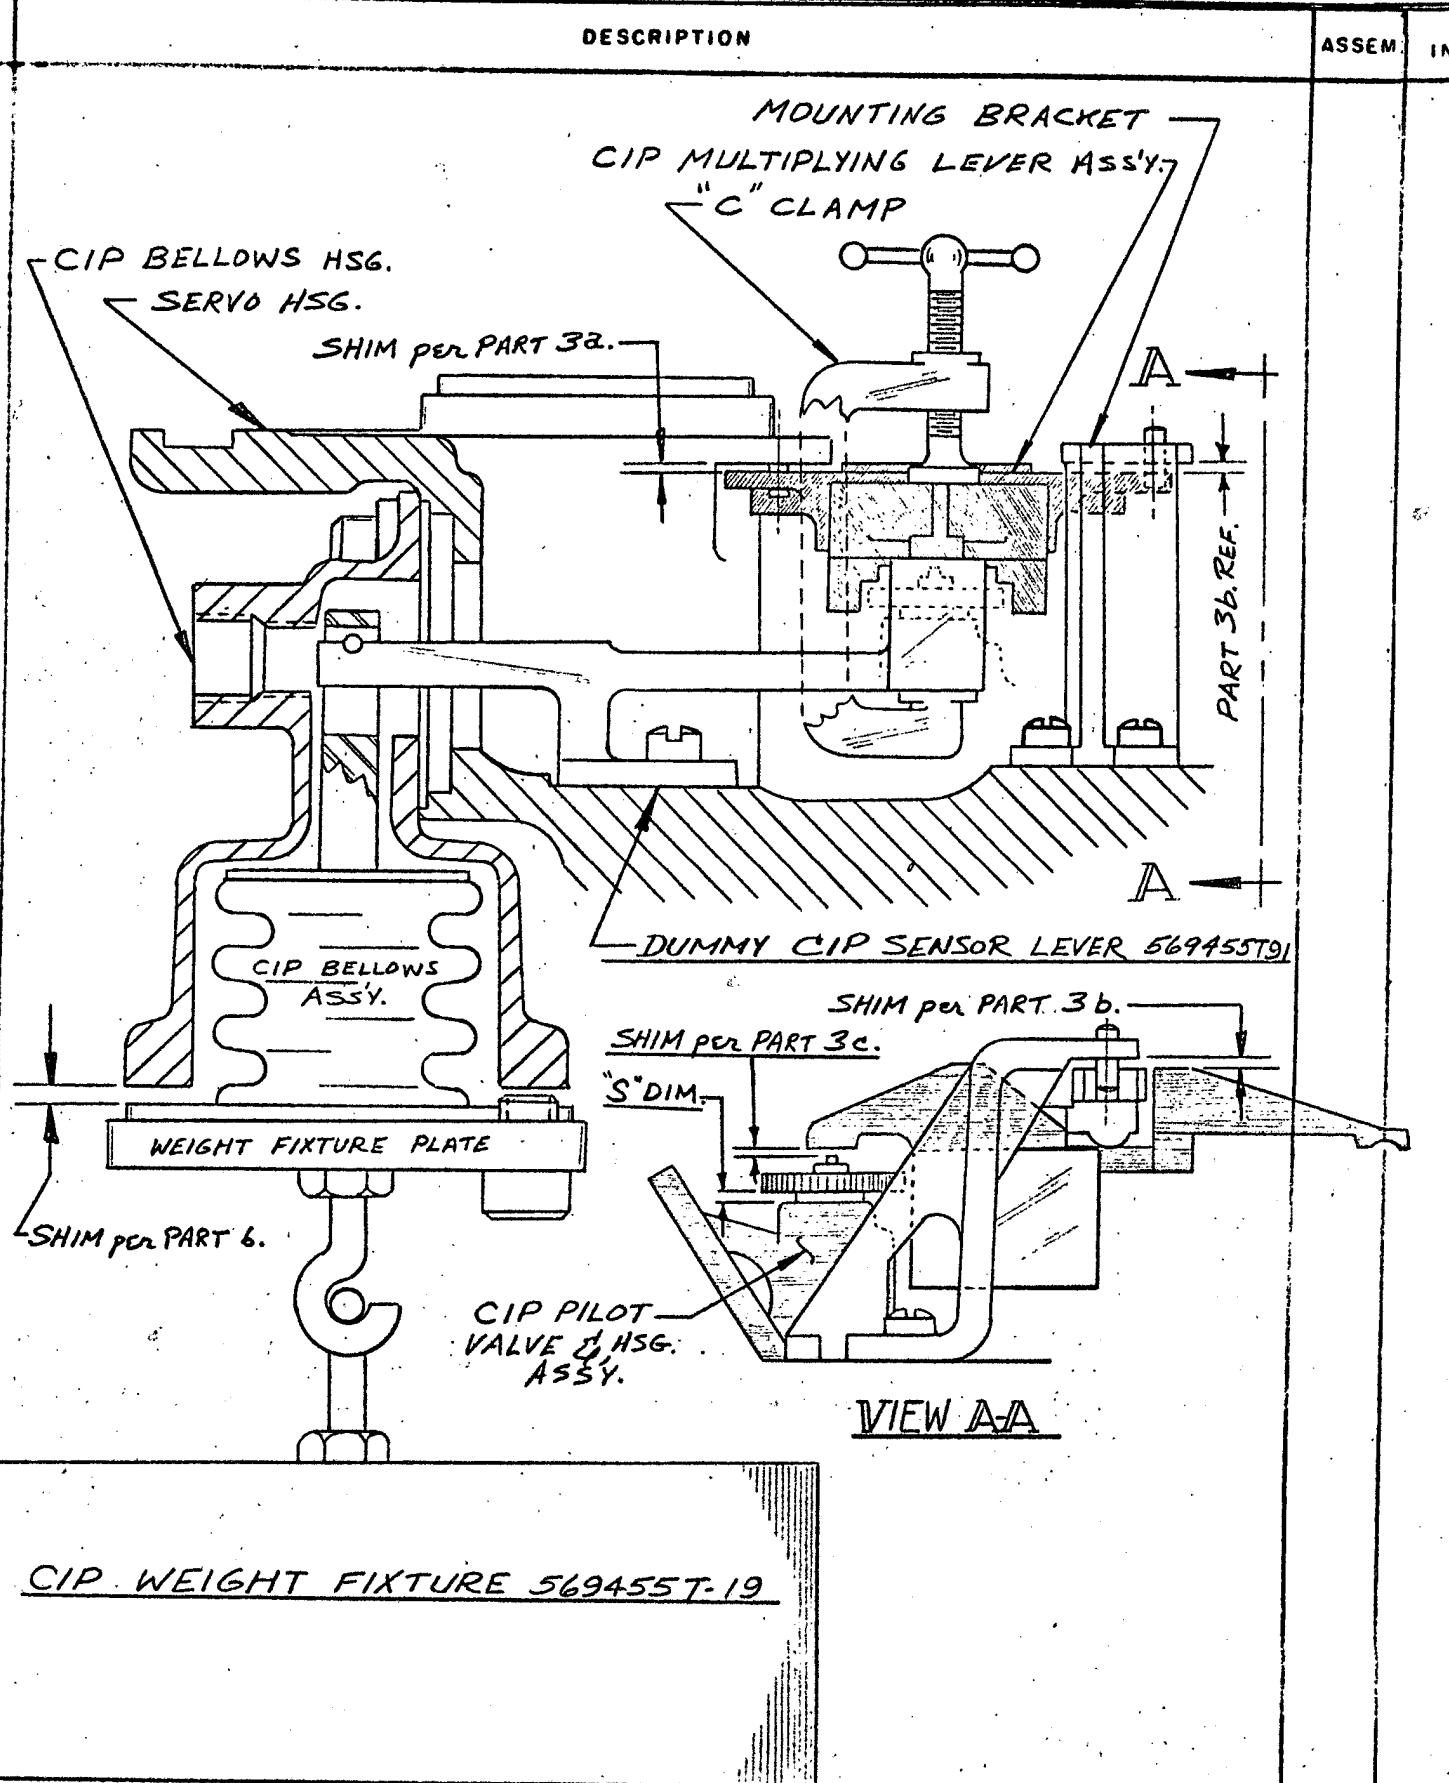 DESCRIPTION
ASSEM.
IN
MOUNTING BRACKET
CIP MULTIPLYING LEVER ASS'Y.
"C" CLAMP
CIP BELLOWS HSG.
SERVO HSG.
SHIM per PART 3a.
A
PART 3b. REF.
A
DUMMY CIP SENSOR LEVER 569455T91
CIP BELLOWS
ASS'Y.
SHIM per PART 3b.
SHIM per PART 3c.
"S" DIM.
WEIGHT FIXTURE PLATE
SHIM per PART 6.
CIP PILOT
VALVE & HSG.
ASS'Y.
VIEW A-A
CIP WEIGHT FIXTURE 569455T-19